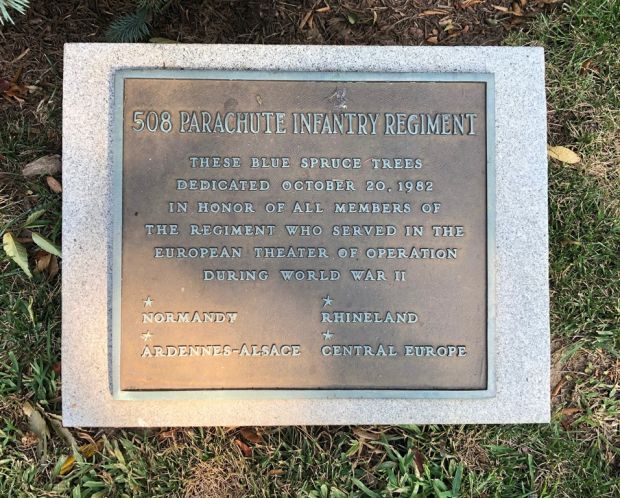 508 PARACHUTE INFANTRY REGIMENT
THESE BLUE SPRUCE TREES
DEDICATED OCTOBER 20, 1982
IN HONOR OF ALL MEMBERS OF
THE REGIMENT WHO SERVED IN THE
EUROPEAN THEATER OF OPERATION
DURING WORLD WAR II
NORMANDY RHINELAND
ARDENNES-ALSACE CENTRAL EUROPE